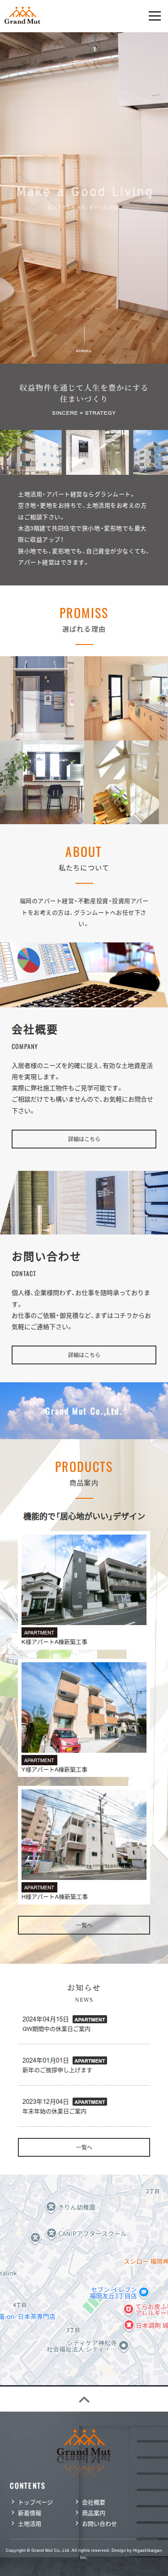 Grand Mut
Make a Good Living
SCROLL
収益物件を通して人生を豊かにする
住まいづくり
SINCERE × STRATEGY
土地活用・アパート経営ならグランムート。
空き地・更地をお持ちで、土地活用をお考えの方
はご相談下さい。
木造3階建て共同住宅で狭小地・変形地でも最大
限に収益アップ！
狭小地でも、変形地でも、自己資金が少なくても、
アパート経営はできます。
PROMISS
選ばれる理由
ABOUT
私たちについて
福岡のアパート経営・不動産投資・投資用アパー
トをお考えの方は、グランムートへお任せ下さ
い。
会社概要
COMPANY
入居者様のニーズを的確に捉え、有効な土地資産活
用を実現します。
実際に弊社施工物件もご見学可能です。
ご相談だけでも構いませんので、お気軽にお問合せ
下さい。
詳細はこちら
お問い合わせ
CONTACT
個人様、企業様問わず、お仕事を随時承っておりま
す。
お仕事のご依頼・御見積など、まずはコチラからお
気軽にご連絡下さい。
詳細はこちら
Grand Mut Co.,Ltd.
PRODUCTS
商品案内
機能的で「居心地がいい」デザイン
APARTMENT
K様アパートA棟新築工事
APARTMENT
Y様アパートA棟新築工事
APARTMENT
H様アパートA棟新築工事
一覧へ
お知らせ
NEWS
2024年04月15日 APARTMENT
GW期間中の休業日ご案内
2024年01月01日 APARTMENT
新年のご挨拶申し上げます
2023年12月04日 APARTMENT
年末年始の休業日ご案内
一覧へ
2丁目
きりん幼稚園
CANIPアフタースクール
スシロー 福岡
ralink
セブン-イレブン
福岡友丘3丁目店
4丁目
てらお皮ふ
アレルギー
日本茶専門店
日本調剤 城
1丁目
シティケア神松寺
社会福祉法人 シティ・…
2丁目
Grand Mut
CONTENTS
トップページ
会社概要
新着情報
商品案内
土地活用
お問い合わせ
Copyright © Grand Mut Co., Ltd. All rights reserved. Design by Higashikaigan
Inc.